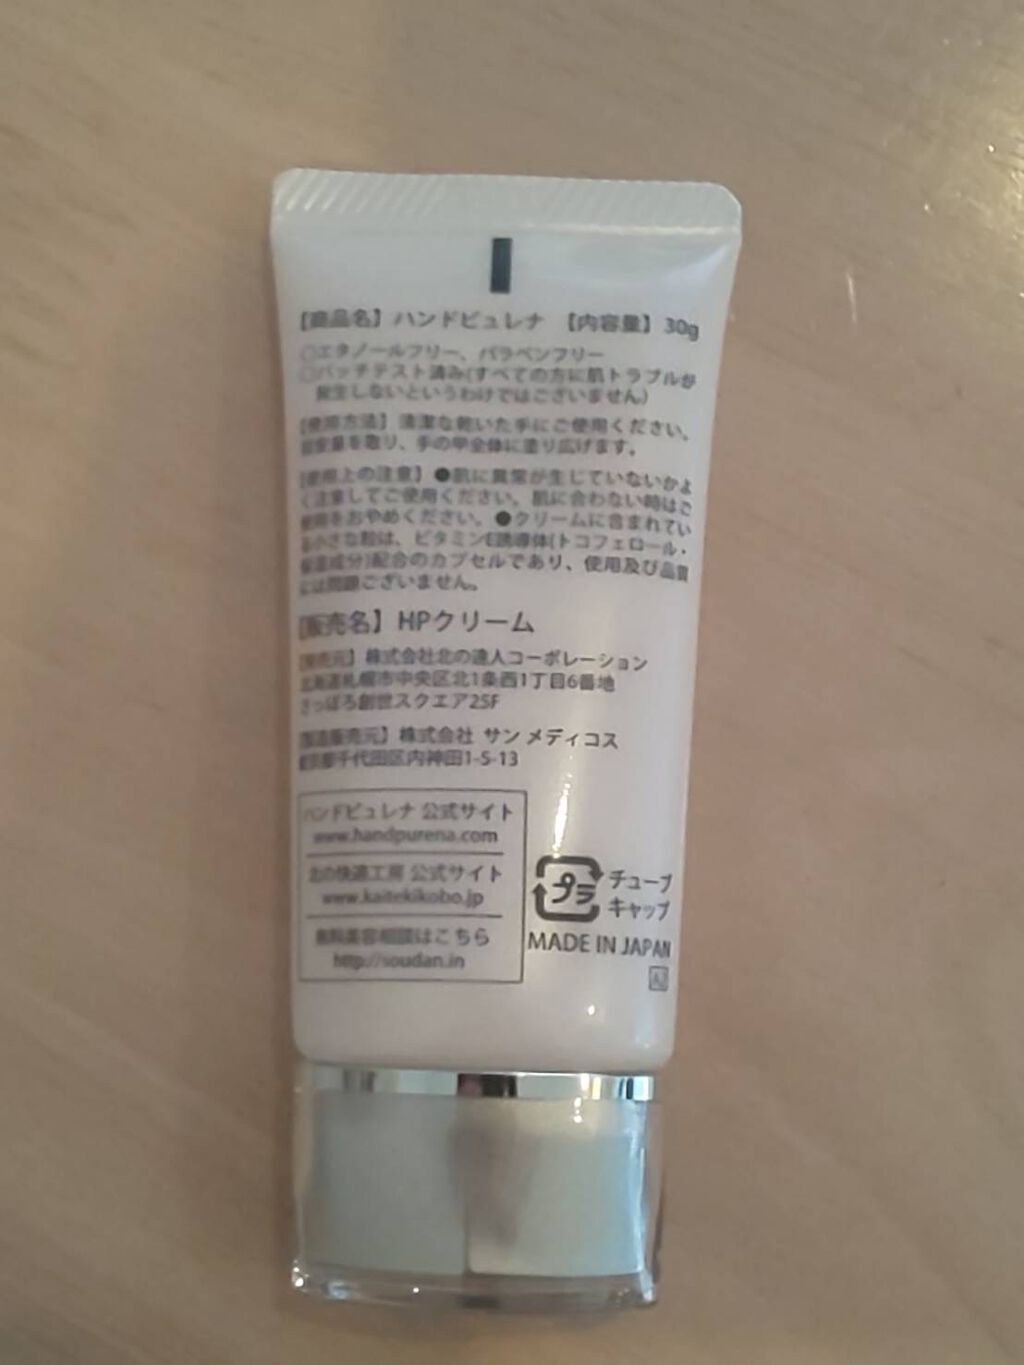 【商品名】ハンドピュレナ 【内容量】30g
○エタノールフリー、パラベンフリー
○パッチテスト済み(すべての方に肌トラブルが
発生しないというわけではございません)
【使用方法】清潔な乾いた手にご使用ください。
適度量を取り、手の甲全体に塗り広げます。
【使用上の注意】●肌に異常が生じていないかよ
く注意してご使用ください。肌に合わない時はご
使用をおやめください。●クリームに含まれてい
る小さな粒は、ビタミンE誘導体(トコフェロール・
保湿成分)配合のカプセルであり、使用及び品質
には問題ございません。
【販売名】HPクリーム
【発売元】株式会社北の達人コーポレーション
北海道札幌市中央区北1条西1丁目6番地
さっぽろ創世スクエア25F
【製造販売元】株式会社 サン メディコス
東京都千代田区内神田1-5-13
ハンドピュレナ 公式サイト
www.handpurena.com
北の快適工房 公式サイト
www.kaitekikobo.jp
無料美容相談はこちら
http://soudan.in
プラ
チューブ
キャップ
MADE IN JAPAN